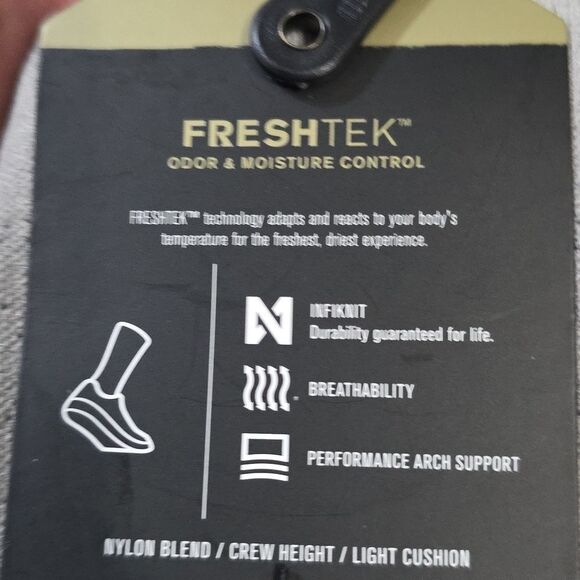 FRESHTEK™
ODOR & MOISTURE CONTROL
FRESHTEK™ technology adapts and reacts to your body's
temperature for the freshest, driest experience.
INFIKNIT
Durability guaranteed for life.
BREATHABILITY
PERFORMANCE ARCH SUPPORT
NYLON BLEND / CREW HEIGHT / LIGHT CUSHION